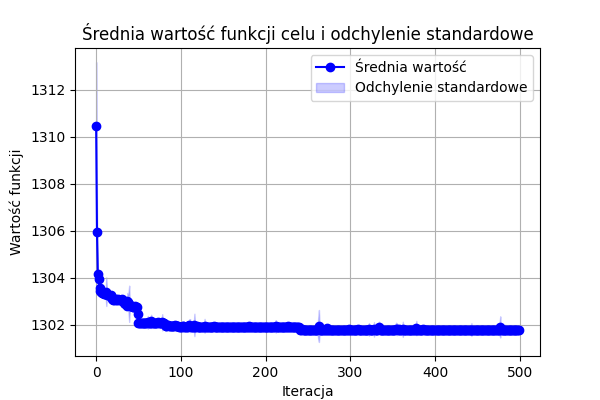 Średnia wartość funkcji celu i odchylenie standardowe
Średnia wartość
Odchylenie standardowe
Wartość funkcji
1312
1310
1308
1306
1304
1302
0 100 200 300 400 500
Iteracja